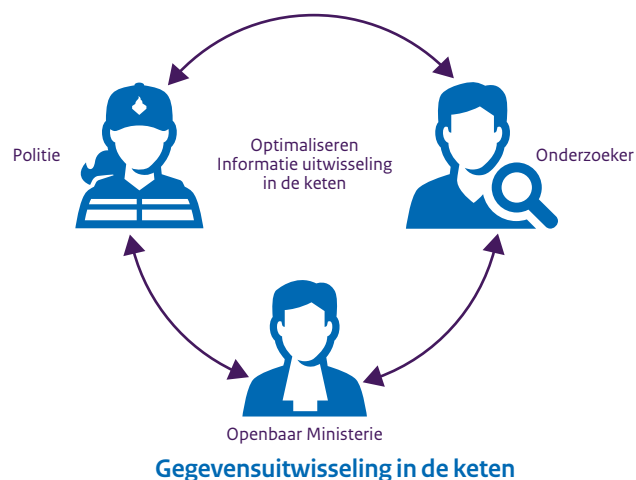 Politie
Optimaliseren
Informatie uitwisseling
in de keten
Onderzoeker
Openbaar Ministerie
Gegevensuitwisseling in de keten